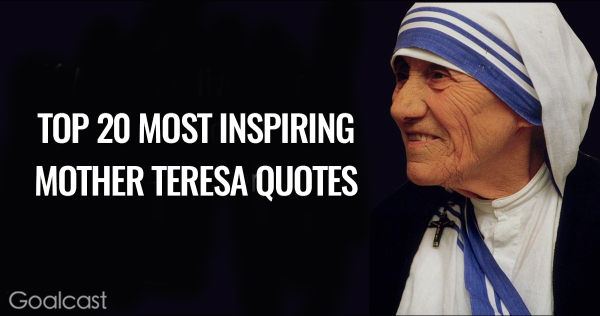 TOP 20 MOST INSPIRING
MOTHER TERESA QUOTES
Goalcast